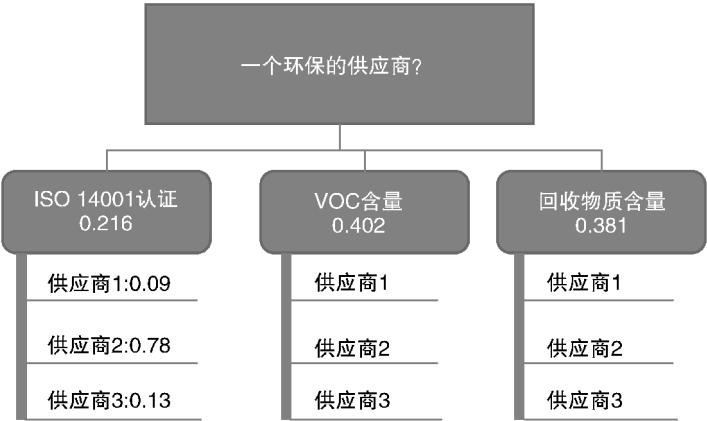 一个环保的供应商?
ISO 14001认证
0.216
VOC含量
0.402
回收物质含量
0.381
供应商1:0.09
供应商2:0.78
供应商3:0.13
供应商1
供应商2
供应商3
供应商1
供应商2
供应商3